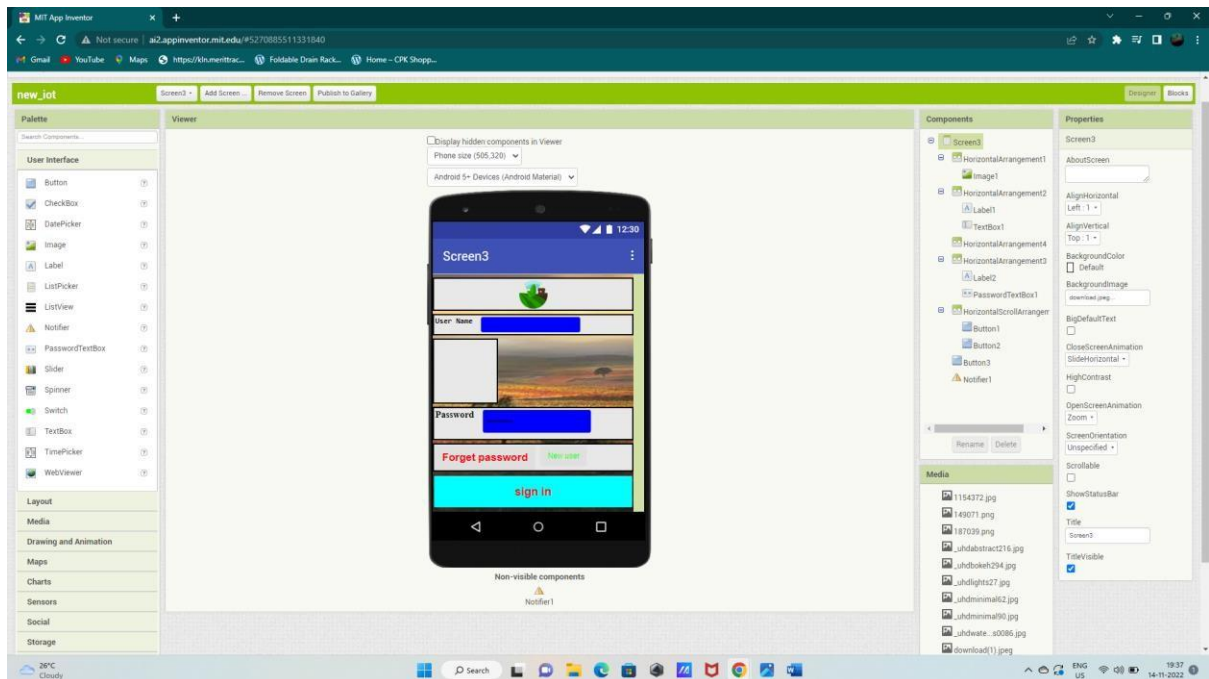 MIT App Inventor
Not secure | ai2.appinventor.mit.edu/#5270885511331840
Gmail YouTube Maps https://kln.merittrac... Foldable Drain Rack... Home – CPK Shopp...
new_iot Screen3 Add Screen ... Remove Screen Publish to Gallery Designer Blocks
Palette
Search Components...
User Interface
Button
CheckBox
DatePicker
Image
Label
ListPicker
ListView
Notifier
PasswordTextBox
Slider
Spinner
Switch
TextBox
TimePicker
WebViewer
Layout
Media
Drawing and Animation
Maps
Charts
Sensors
Social
Storage
Viewer
Display hidden components in Viewer
Phone size (505,320)
Android 5+ Devices (Android Material)
12:30
Screen3
User Name
Password
Forget password New user
sign in
Non-visible components
Notifier1
Components
Screen3
HorizontalArrangement1
Image1
HorizontalArrangement2
Label1
TextBox1
HorizontalArrangement4
HorizontalArrangement3
Label2
PasswordTextBox1
HorizontalScrollArrangem
Button1
Button2
Button3
Notifier1
Rename Delete
Media
1154372.jpg
149071.png
187039.png
_uhdabstract216.jpg
_uhdbokeh294.jpg
_uhdlights27.jpg
_uhdminimal62.jpg
_uhdminimal90.jpg
_uhdwate...s0086.jpg
download(1).jpeg
Properties
Screen3
AboutScreen
AlignHorizontal
Left : 1
AlignVertical
Top : 1
BackgroundColor
Default
BackgroundImage
download.jpeg...
BigDefaultText
CloseScreenAnimation
SlideHorizontal
HighContrast
OpenScreenAnimation
Zoom
ScreenOrientation
Unspecified
Scrollable
ShowStatusBar
Title
Screen3
TitleVisible
26°C
Cloudy
Search
ENG
US
19:37
14-11-2022